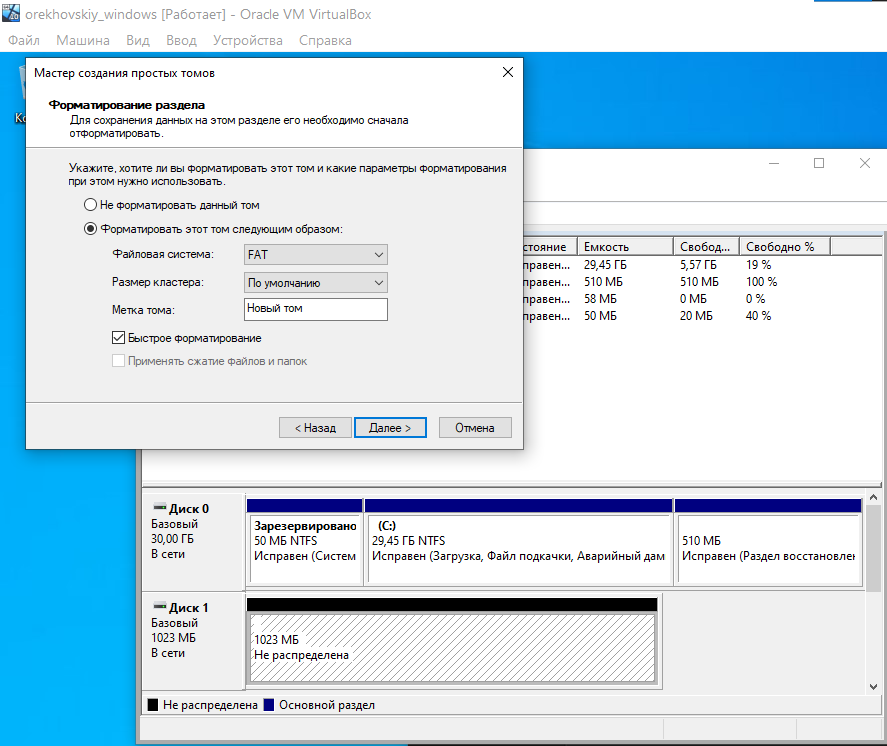 orekhovskiy_windows [Работает] - Oracle VM VirtualBox
Файл Машина Вид Ввод Устройства Справка
Мастер создания простых томов
Форматирование раздела
Для сохранения данных на этом разделе его необходимо сначала
отформатировать.
Укажите, хотите ли вы форматировать этот том и какие параметры форматирования
при этом нужно использовать.
Не форматировать данный том
Форматировать этот том следующим образом:
Файловая система: FAT
Размер кластера: По умолчанию
Метка тома: Новый том
Быстрое форматирование
Применять сжатие файлов и папок
< Назад Далее > Отмена
Ко
стояние Емкость Свобод... Свободно %
правен... 29,45 ГБ 5,57 ГБ 19 %
правен... 510 МБ 510 МБ 100 %
правен... 58 МБ 0 МБ 0 %
правен... 50 МБ 20 МБ 40 %
Диск 0
Базовый
30,00 ГБ
В сети
Зарезервировано
50 МБ NTFS
Исправен (Систем
(C:)
29,45 ГБ NTFS
Исправен (Загрузка, Файл подкачки, Аварийный дам
510 МБ
Исправен (Раздел восстановлен
Диск 1
Базовый
1023 МБ
В сети
1023 МБ
Не распределена
Не распределена Основной раздел